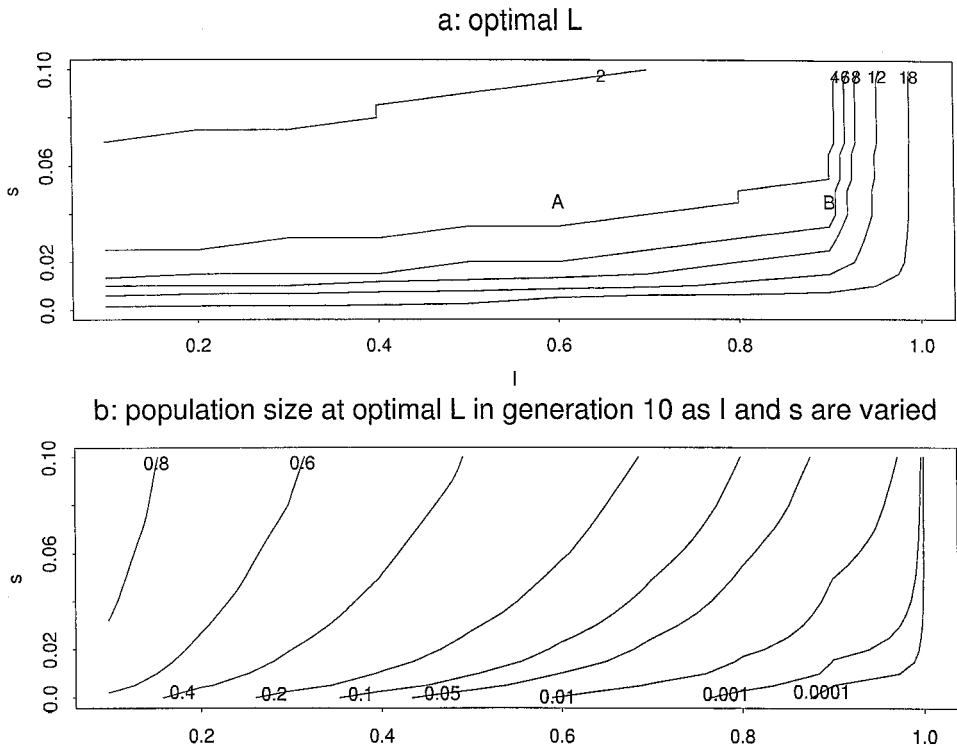 a: optimal L
s
0.10
0.06
0.02
0.0
2
4 6 8 12 18
A
B
0.2 0.4 0.6 0.8 1.0
l
b: population size at optimal L in generation 10 as l and s are varied
s
0.10
0.06
0.02
0.0
0.8 0.6
0.4 0.2 0.1 0.05 0.01 0.001 0.0001
0.2 0.4 0.6 0.8 1.0